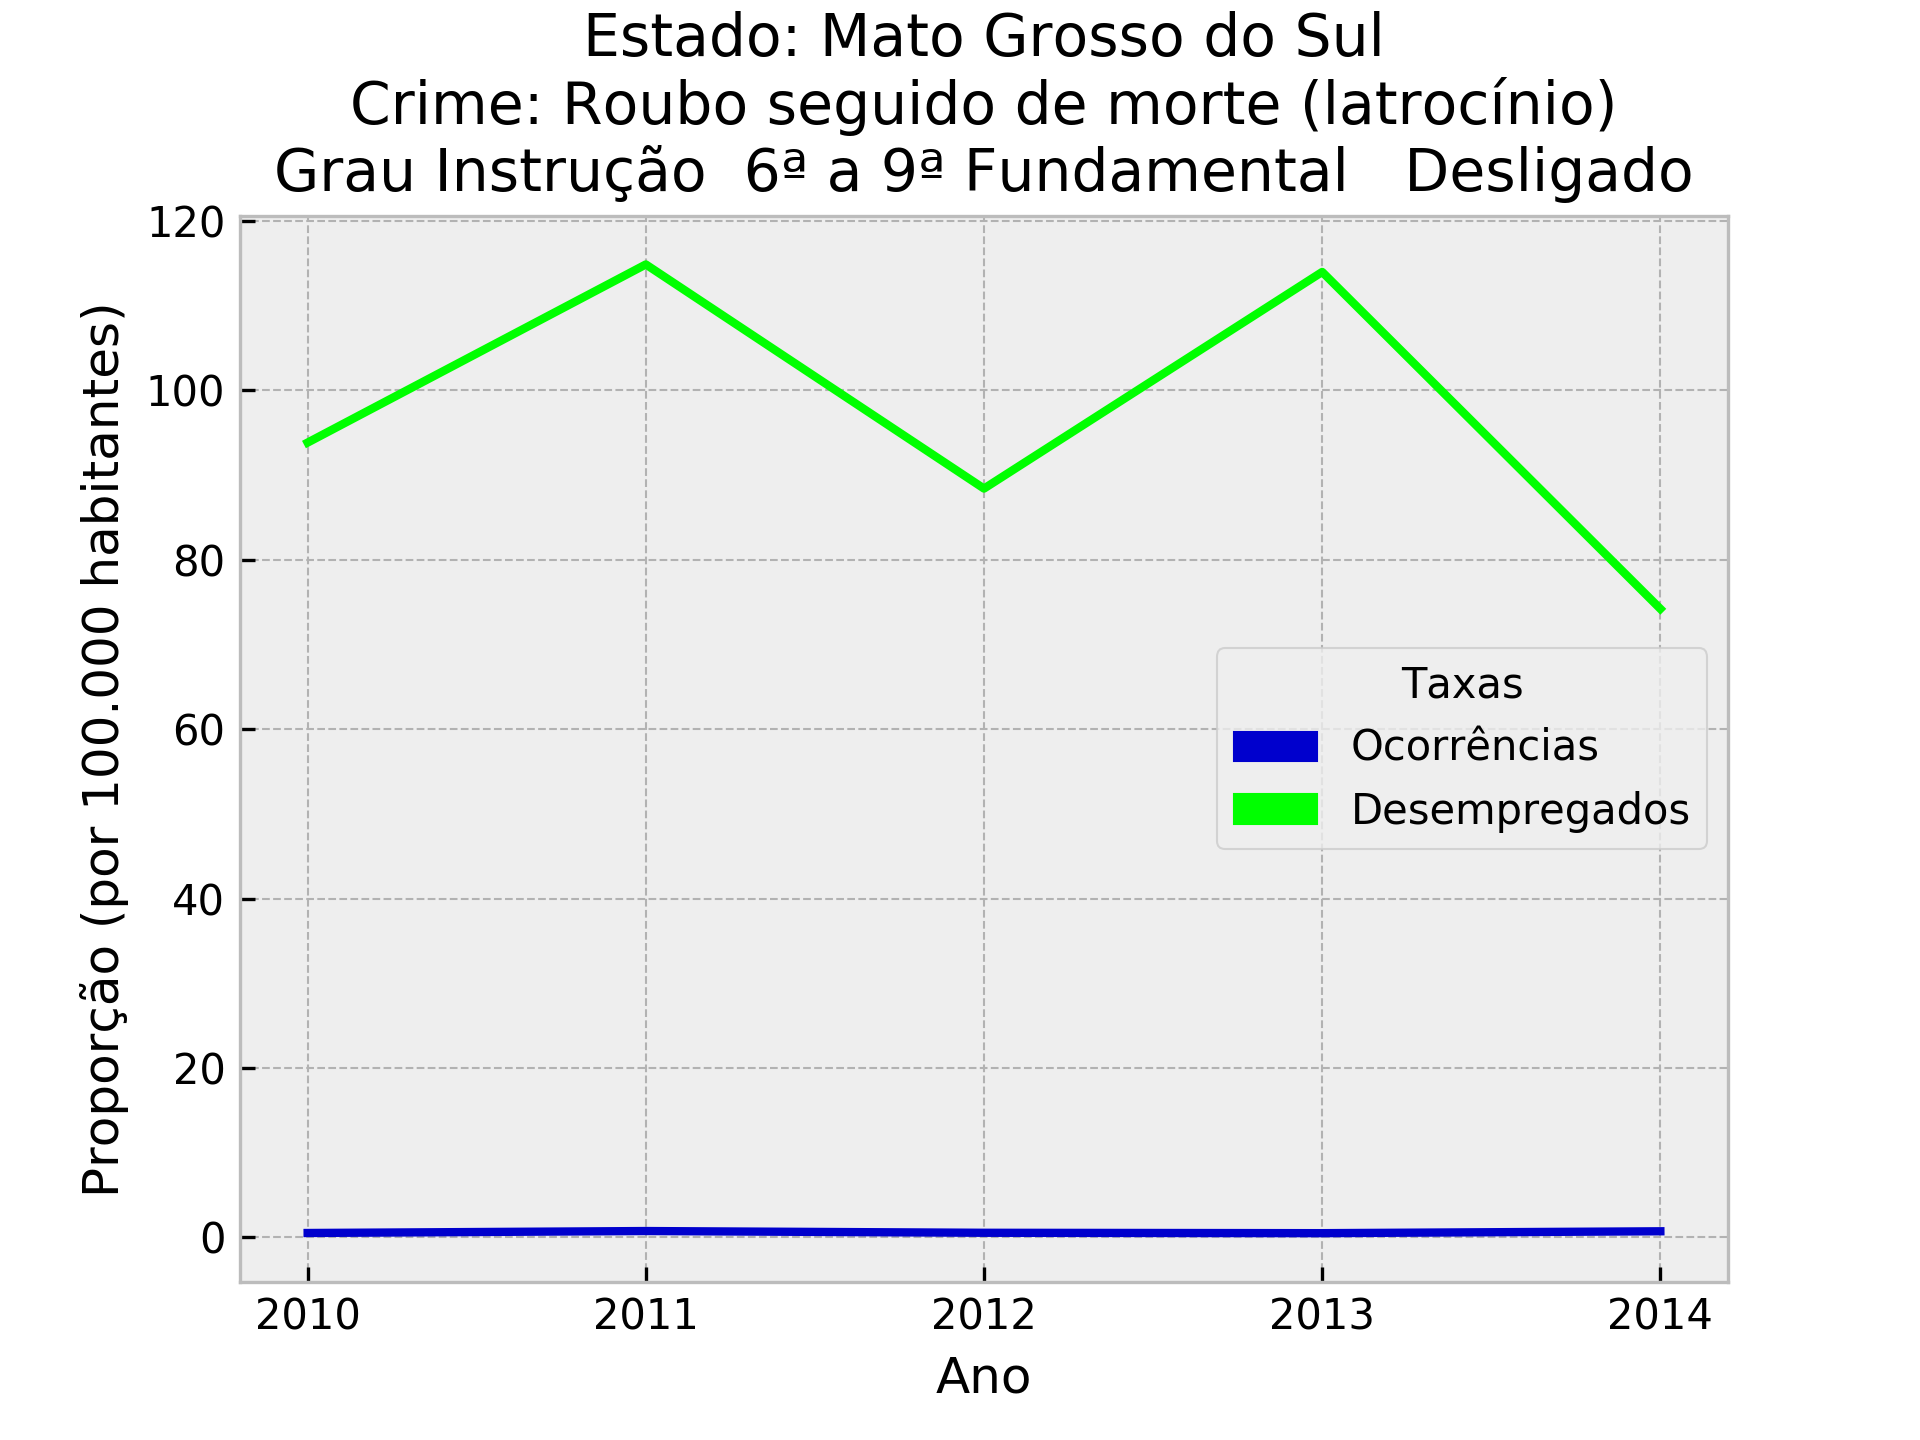 Estado: Mato Grosso do Sul
Crime: Roubo seguido de morte (latrocínio)
Grau Instrução  6ª a 9ª Fundamental   Desligado
Proporção (por 100.000 habitantes)
120
100
80
60
40
20
0
Taxas
Ocorrências
Desempregados
2010 2011 2012 2013 2014
Ano